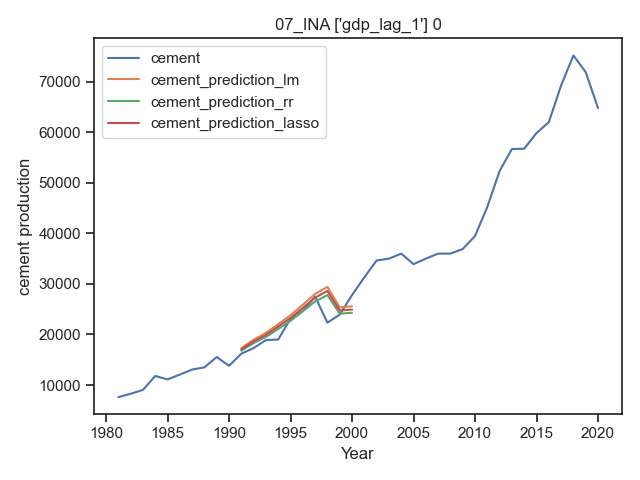 07_INA ['gdp_lag_1'] 0
cement
cement_prediction_lm
cement_prediction_rr
cement_prediction_lasso
cement production
70000
60000
50000
40000
30000
20000
10000
1980 1985 1990 1995 2000 2005 2010 2015 2020
Year